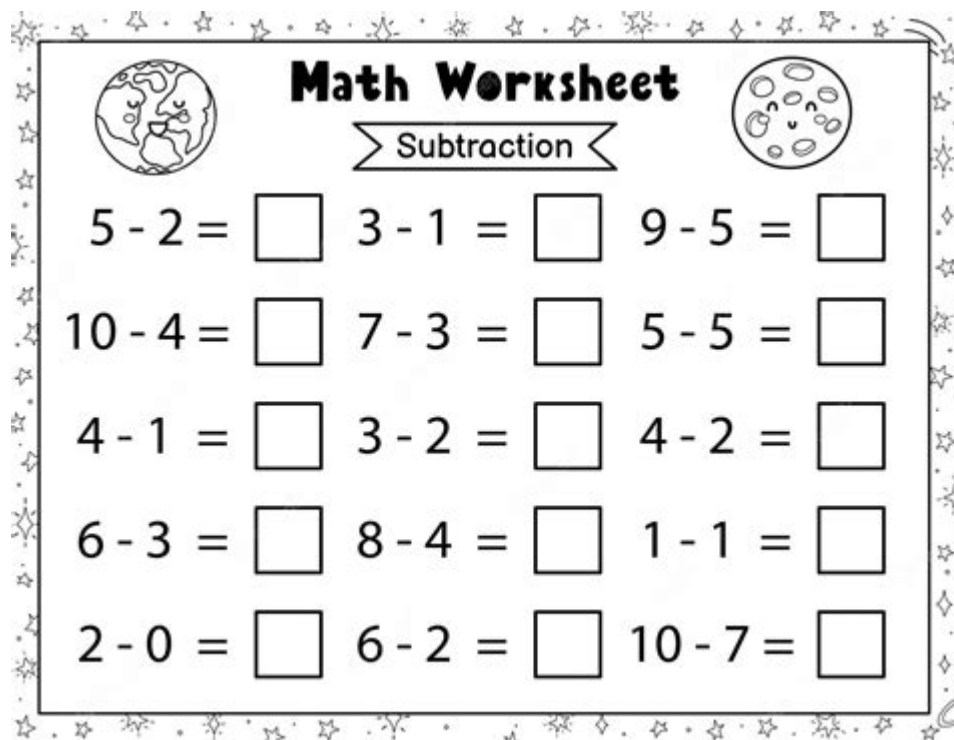 Math Worksheet
Subtraction
5 - 2 = 3 - 1 = 9 - 5 =
10 - 4 = 7 - 3 = 5 - 5 =
4 - 1 = 3 - 2 = 4 - 2 =
6 - 3 = 8 - 4 = 1 - 1 =
2 - 0 = 6 - 2 = 10 - 7 =